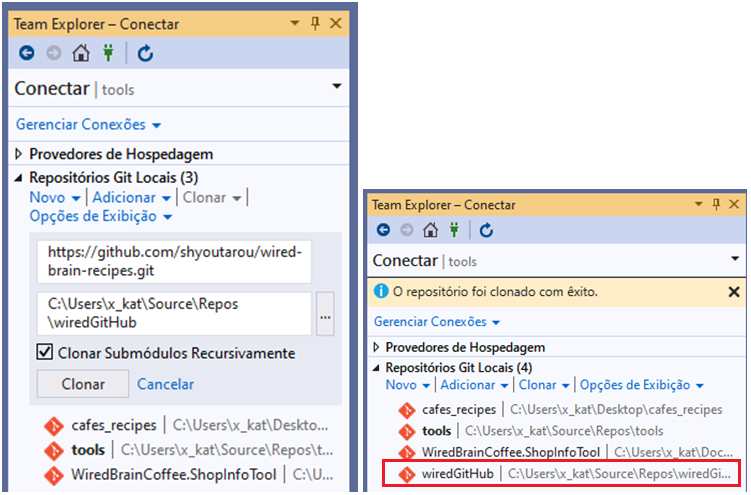 Team Explorer – Conectar
Conectar | tools
Gerenciar Conexões
Provedores de Hospedagem
Repositórios Git Locais (3)
Novo | Adicionar | Clonar |
Opções de Exibição
https://github.com/shyoutarou/wired-
brain-recipes.git
C:\Users\x_kat\Source\Repos
\wiredGitHub
...
Clonar Submódulos Recursivamente
Clonar Cancelar
cafes_recipes | C:\Users\x_kat\Deskto...
tools | C:\Users\x_kat\Source\Repos\t...
WiredBrainCoffee.ShopInfoTool | C:\U...
Team Explorer – Conectar
Conectar | tools
O repositório foi clonado com êxito.
Gerenciar Conexões
Provedores de Hospedagem
Repositórios Git Locais (4)
Novo | Adicionar | Clonar | Opções de Exibição
cafes_recipes | C:\Users\x_kat\Desktop\cafes_recipes
tools | C:\Users\x_kat\Source\Repos\tools
WiredBrainCoffee.ShopInfoTool | C:\Users\x_kat\Doc...
wiredGitHub | C:\Users\x_kat\Source\Repos\wiredGi...